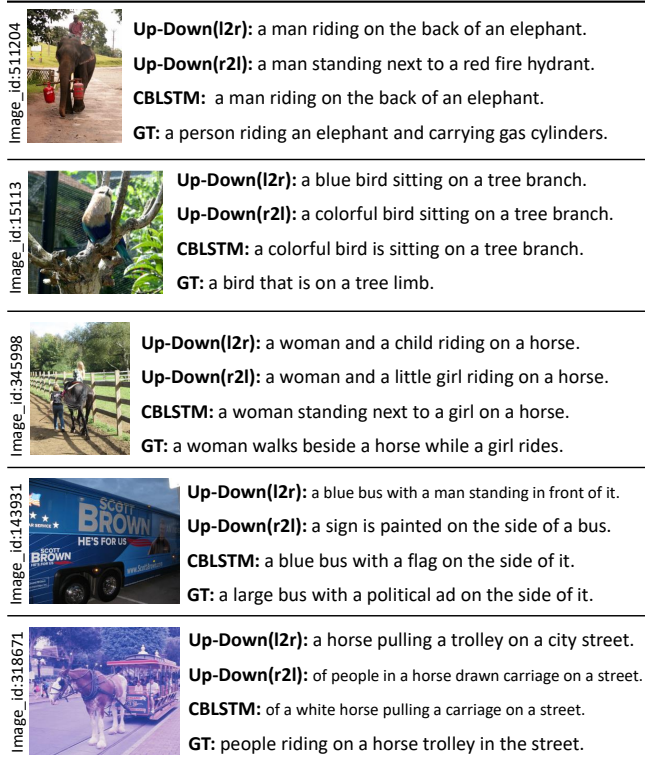 Image_id:511204
Up-Down(l2r): a man riding on the back of an elephant.
Up-Down(r2l): a man standing next to a red fire hydrant.
CBLSTM: a man riding on the back of an elephant.
GT: a person riding an elephant and carrying gas cylinders.
Image_id:15113
Up-Down(l2r): a blue bird sitting on a tree branch.
Up-Down(r2l): a colorful bird sitting on a tree branch.
CBLSTM: a colorful bird is sitting on a tree branch.
GT: a bird that is on a tree limb.
Image_id:345998
Up-Down(l2r): a woman and a child riding on a horse.
Up-Down(r2l): a woman and a little girl riding on a horse.
CBLSTM: a woman standing next to a girl on a horse.
GT: a woman walks beside a horse while a girl rides.
Image_id:143931
SCOTT
BROWN
HE'S FOR US
SCOTT
BROWN
HE'S FOR US
Up-Down(l2r): a blue bus with a man standing in front of it.
Up-Down(r2l): a sign is painted on the side of a bus.
CBLSTM: a blue bus with a flag on the side of it.
GT: a large bus with a political ad on the side of it.
Image_id:318671
Up-Down(l2r): a horse pulling a trolley on a city street.
Up-Down(r2l): of people in a horse drawn carriage on a street.
CBLSTM: of a white horse pulling a carriage on a street.
GT: people riding on a horse trolley in the street.